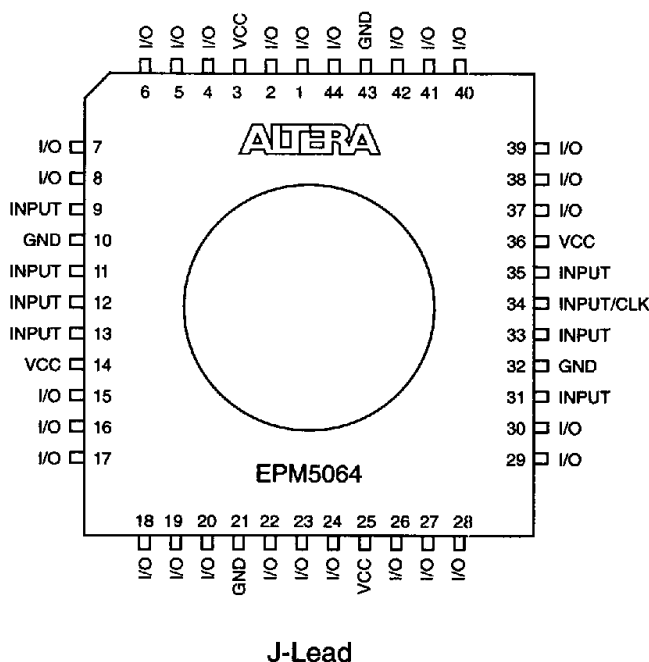 I/O I/O I/O VCC I/O I/O I/O GND I/O I/O I/O
6 5 4 3 2 1 44 43 42 41 40
ALTERA
I/O 7
I/O 8
INPUT 9
GND 10
INPUT 11
INPUT 12
INPUT 13
VCC 14
I/O 15
I/O 16
I/O 17
39 I/O
38 I/O
37 I/O
36 VCC
35 INPUT
34 INPUT/CLK
33 INPUT
32 GND
31 INPUT
30 I/O
29 I/O
EPM5064
18 19 20 21 22 23 24 25 26 27 28
I/O I/O I/O GND I/O I/O I/O VCC I/O I/O I/O
J-Lead